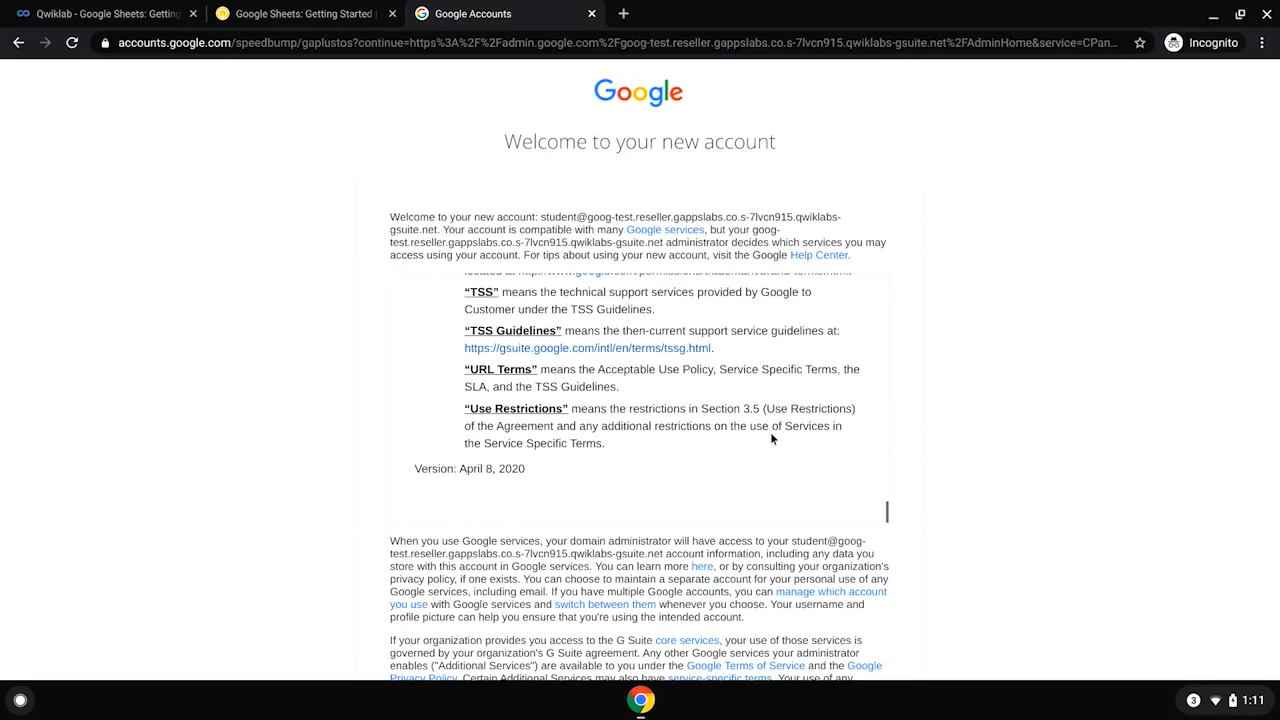 Qwiklab - Google Sheets: Getting
Google Sheets: Getting Started |
Google Accounts
accounts.google.com/speedbump/gaplustos?continue=https%3A%2F%2Fadmin.google.com%2Fgoog-test.reseller.gappslabs.co.s-7lvcn915.qwiklabs-gsuite.net%2FAdminHome&service=CPan...
Incognito
Google
Welcome to your new account
Welcome to your new account: student@goog-test.reseller.gappslabs.co.s-7lvcn915.qwiklabs-
gsuite.net. Your account is compatible with many Google services, but your goog-
test.reseller.gappslabs.co.s-7lvcn915.qwiklabs-gsuite.net administrator decides which services you may
access using your account. For tips about using your new account, visit the Google Help Center.
“TSS” means the technical support services provided by Google to
Customer under the TSS Guidelines.
“TSS Guidelines” means the then-current support service guidelines at:
https://gsuite.google.com/intl/en/terms/tssg.html.
“URL Terms” means the Acceptable Use Policy, Service Specific Terms, the
SLA, and the TSS Guidelines.
“Use Restrictions” means the restrictions in Section 3.5 (Use Restrictions)
of the Agreement and any additional restrictions on the use of Services in
the Service Specific Terms.
Version: April 8, 2020
When you use Google services, your domain administrator will have access to your student@goog-
test.reseller.gappslabs.co.s-7lvcn915.qwiklabs-gsuite.net account information, including any data you
store with this account in Google services. You can learn more here, or by consulting your organization's
privacy policy, if one exists. You can choose to maintain a separate account for your personal use of any
Google services, including email. If you have multiple Google accounts, you can manage which account
you use with Google services and switch between them whenever you choose. Your username and
profile picture can help you ensure that you're using the intended account.
If your organization provides you access to the G Suite core services, your use of those services is
governed by your organization's G Suite agreement. Any other Google services your administrator
enables ("Additional Services") are available to you under the Google Terms of Service and the Google
Privacy Policy. Certain Additional Services may also have service-specific terms. Your use of any
3
1:11